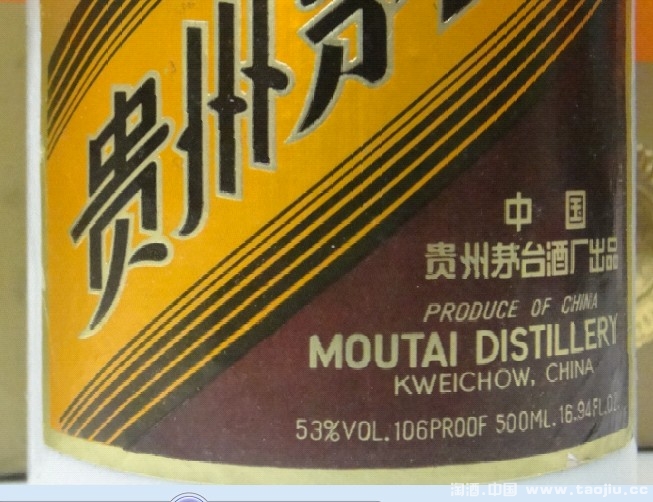 贵州茅
中国
贵州茅台酒厂出品
PRODUCE OF CHINA
MOUTAI DISTILLERY
KWEICHOW, CHINA
53%VOL. 106PROOF 500ML. 16.94FL.OZ.
淘酒.中国 www.taojiu.cc